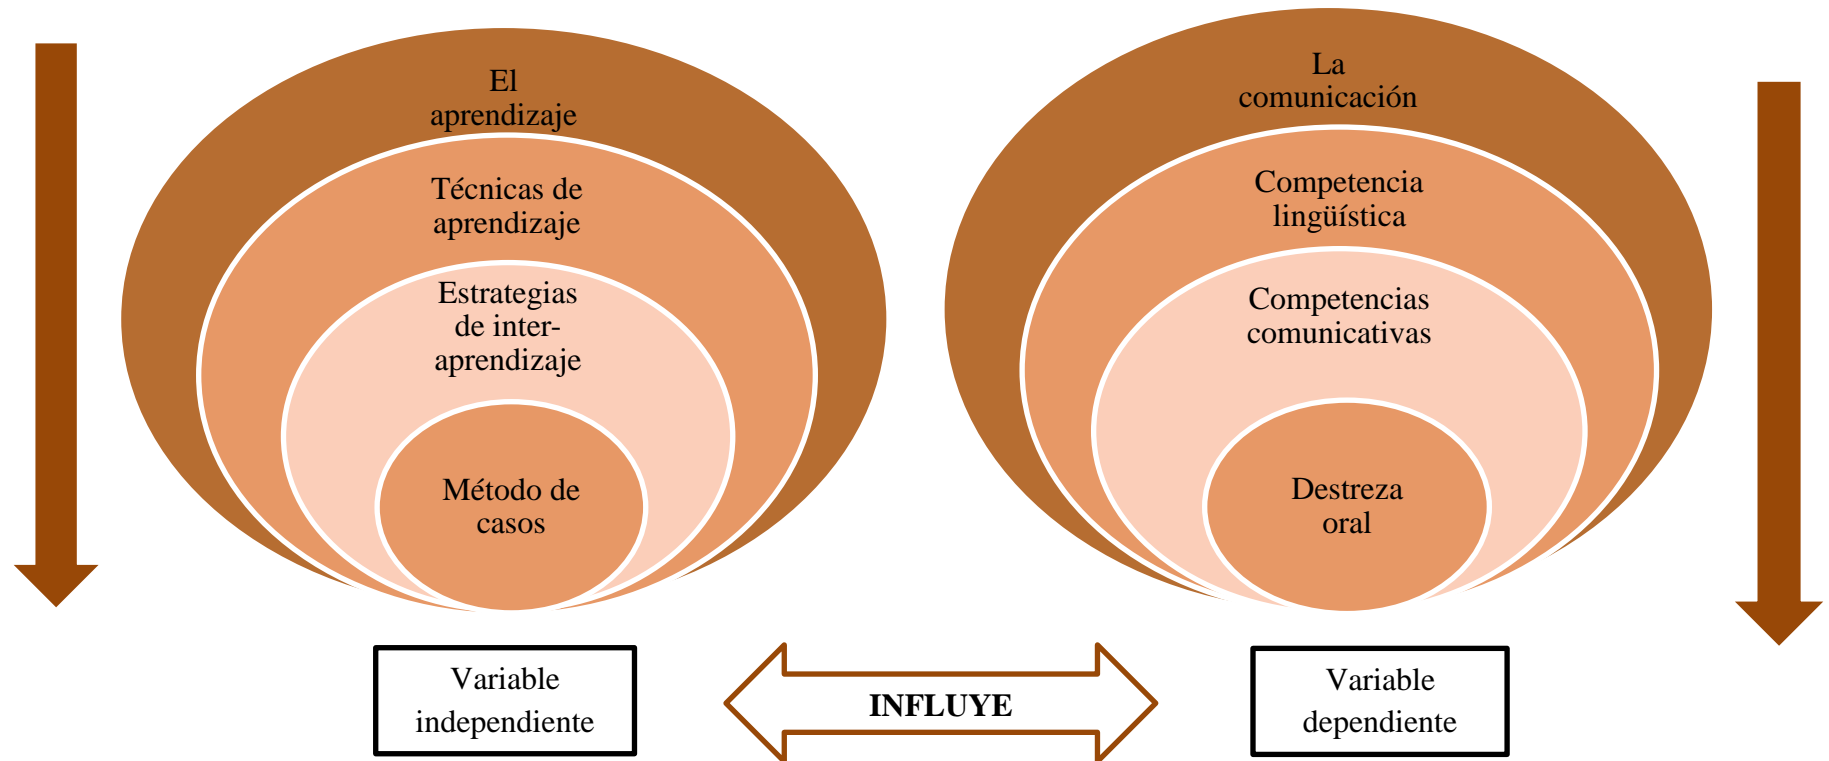 El
aprendizaje
Técnicas de
aprendizaje
Estrategias
de inter-
aprendizaje
Método de
casos
La
comunicación
Competencia
lingüística
Competencias
comunicativas
Destreza
oral
Variable
independiente
INFLUYE
Variable
dependiente